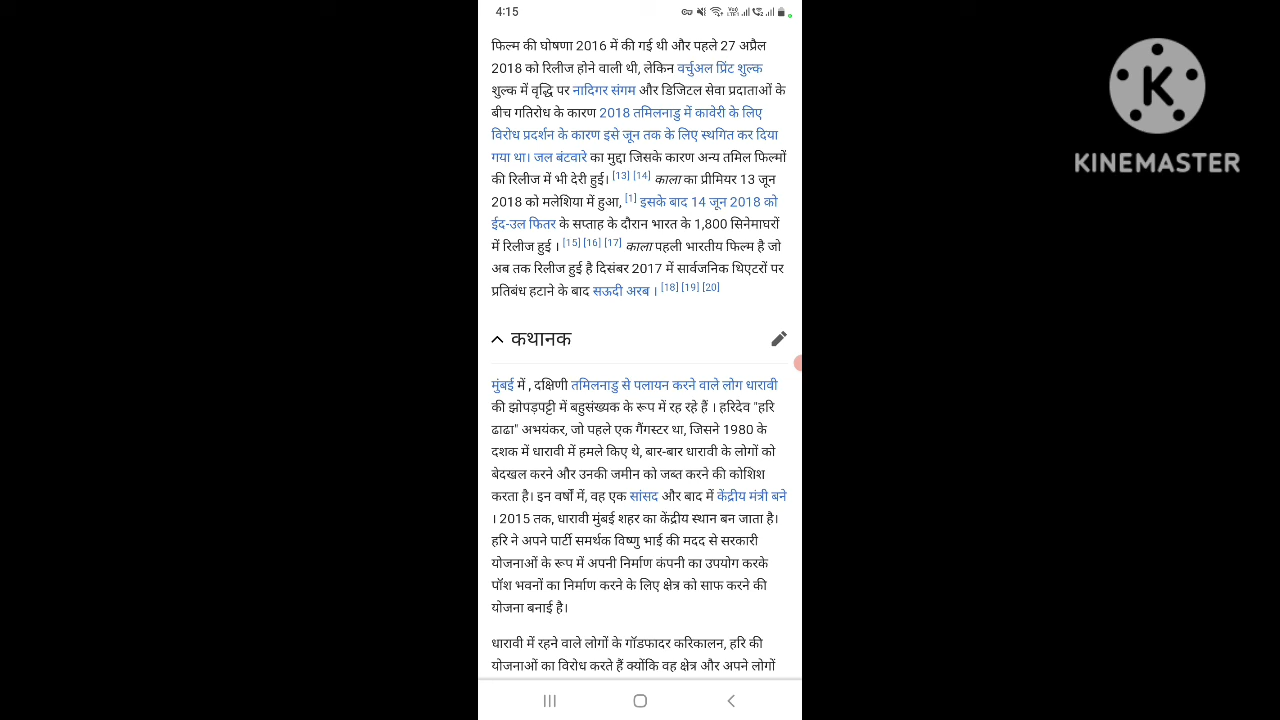 4:15
KINEMASTER
फिल्म की घोषणा 2016 में की गई थी और पहले 27 अप्रैल
2018 को रिलीज होने वाली थी, लेकिन वर्चुअल प्रिंट शुल्क
शुल्क में वृद्धि पर नादिगर संगम और डिजिटल सेवा प्रदाताओं के
बीच गतिरोध के कारण 2018 तमिलनाडु में कावेरी के लिए
विरोध प्रदर्शन के कारण इसे जून तक के लिए स्थगित कर दिया
गया था। जल बंटवारे का मुद्दा जिसके कारण अन्य तमिल फिल्मों
की रिलीज में भी देरी हुई। [13] [14] काला का प्रीमियर 13 जून
2018 को मलेशिया में हुआ, [1] इसके बाद 14 जून 2018 को
ईद-उल फितर के सप्ताह के दौरान भारत के 1,800 सिनेमाघरों
में रिलीज हुई । [15] [16] [17] काला पहली भारतीय फिल्म है जो
अब तक रिलीज हुई है दिसंबर 2017 में सार्वजनिक थिएटरों पर
प्रतिबंध हटाने के बाद सऊदी अरब । [18] [19] [20]
कथानक
मुंबई में , दक्षिणी तमिलनाडु से पलायन करने वाले लोग धारावी
की झोपड़पट्टी में बहुसंख्यक के रूप में रह रहे हैं । हरिदेव "हरि
ढाढा" अभयंकर, जो पहले एक गैंगस्टर था, जिसने 1980 के
दशक में धारावी में हमले किए थे, बार-बार धारावी के लोगों को
बेदखल करने और उनकी जमीन को जब्त करने की कोशिश
करता है। इन वर्षों में, वह एक सांसद और बाद में केंद्रीय मंत्री बने
। 2015 तक, धारावी मुंबई शहर का केंद्रीय स्थान बन जाता है।
हरि ने अपने पार्टी समर्थक विष्णु भाई की मदद से सरकारी
योजनाओं के रूप में अपनी निर्माण कंपनी का उपयोग करके
पॉश भवनों का निर्माण करने के लिए क्षेत्र को साफ करने की
योजना बनाई है।
धारावी में रहने वाले लोगों के गॉडफादर करिकालन, हरि की
योजनाओं का विरोध करते हैं क्योंकि वह क्षेत्र और अपने लोगों